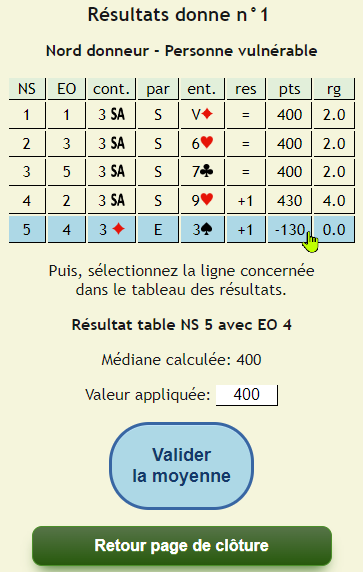 Résultats donne n°1
Nord donneur - Personne vulnérable
NS EO cont. par ent. res pts rg
1 1 3 SA S V♦ = 400 2.0
2 3 3 SA S 6♥ = 400 2.0
3 5 3 SA S 7♣ = 400 2.0
4 2 3 SA S 9♥ +1 430 4.0
5 4 3 ♦ E 3♠ +1 -130 0.0
Puis, sélectionnez la ligne concernée
dans le tableau des résultats.
Résultat table NS 5 avec EO 4
Médiane calculée: 400
Valeur appliquée: 400
Valider
la moyenne
Retour page de clôture